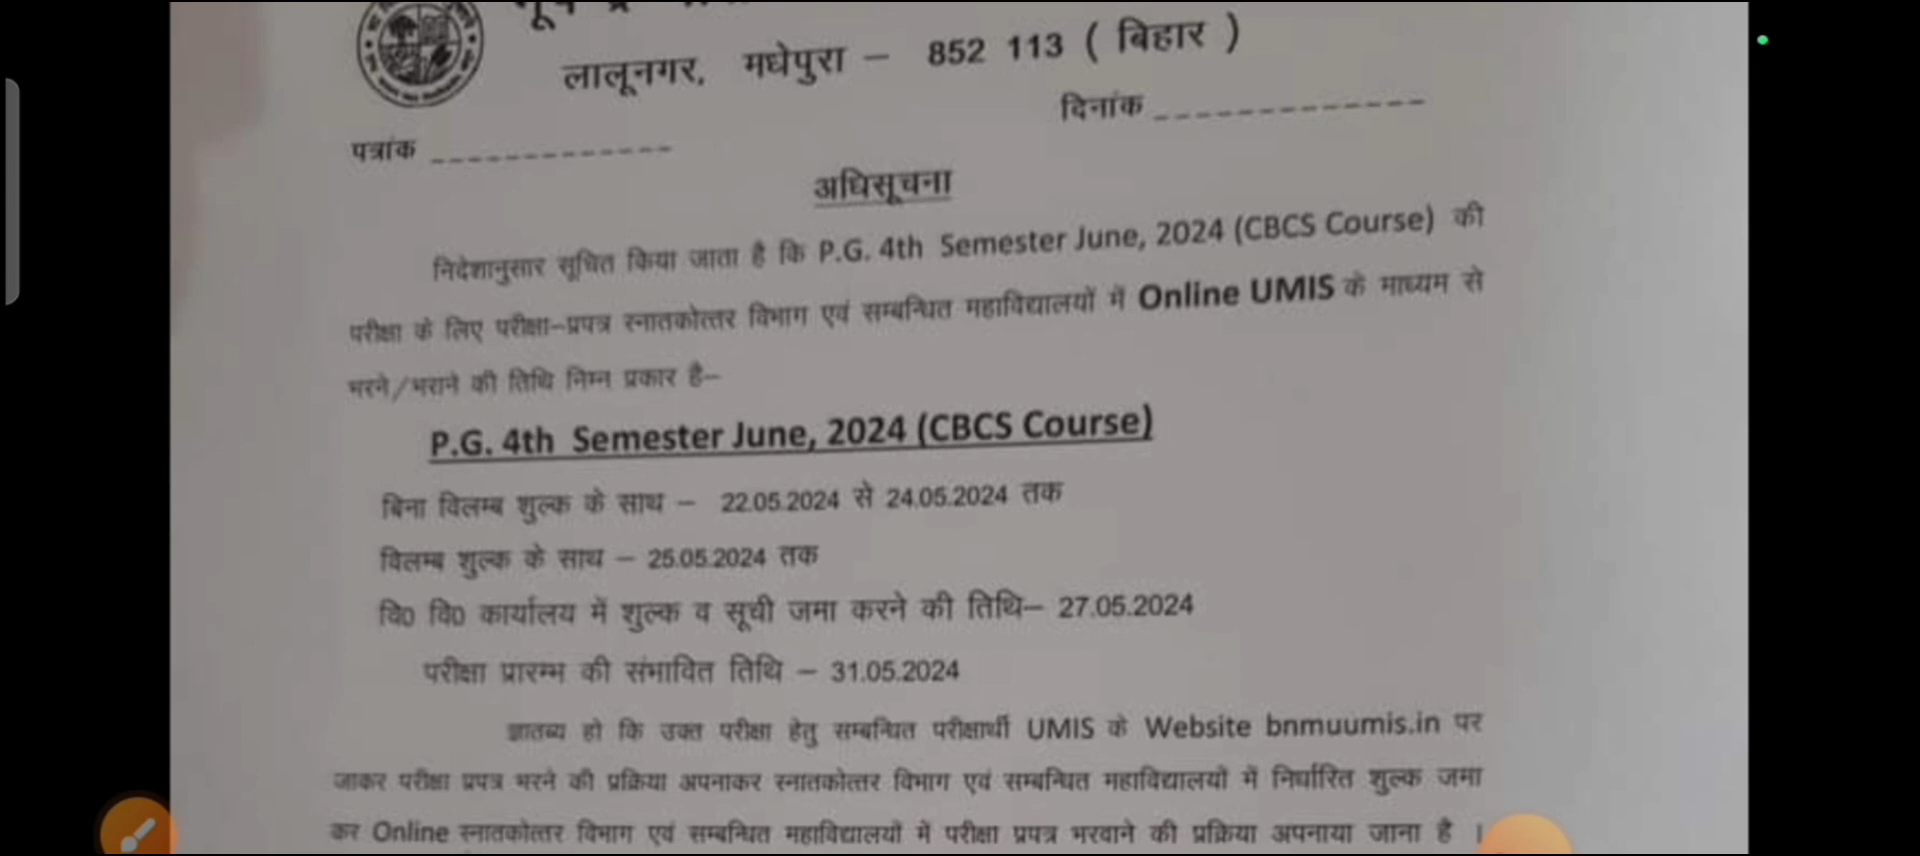 लालूनगर, मधेपुरा – 852 113 ( बिहार )
दिनांक _ _ _ _ _ _ _ _ _ _ _ _ _
पत्रांक _ _ _ _ _ _ _ _ _ _ _ _ _
अधिसूचना
निदेशानुसार सूचित किया जाता है कि P.G. 4th Semester June, 2024 (CBCS Course) की
परीक्षा के लिए परीक्षा–प्रपत्र स्नातकोत्तर विभाग एवं सम्बन्धित महाविद्यालयों में Online UMIS के माध्यम से
भरने/भराने की तिथि निम्न प्रकार है–
P.G. 4th Semester June, 2024 (CBCS Course)
बिना विलम्ब शुल्क के साथ – 22.05.2024 से 24.05.2024 तक
विलम्ब शुल्क के साथ – 25.05.2024 तक
वि0 वि0 कार्यालय में शुल्क व सूची जमा करने की तिथि– 27.05.2024
परीक्षा प्रारम्भ की संभावित तिथि – 31.05.2024
ज्ञातव्य हो कि उक्त परीक्षा हेतु सम्बन्धित परीक्षार्थी UMIS के Website bnmuumis.in पर
जाकर परीक्षा प्रपत्र भरने की प्रक्रिया अपनाकर स्नातकोत्तर विभाग एवं सम्बन्धित महाविद्यालयों में निर्धारित शुल्क जमा
कर Online स्नातकोत्तर विभाग एवं सम्बन्धित महाविद्यालयों में परीक्षा प्रपत्र भरवाने की प्रक्रिया अपनाया जाना है ।